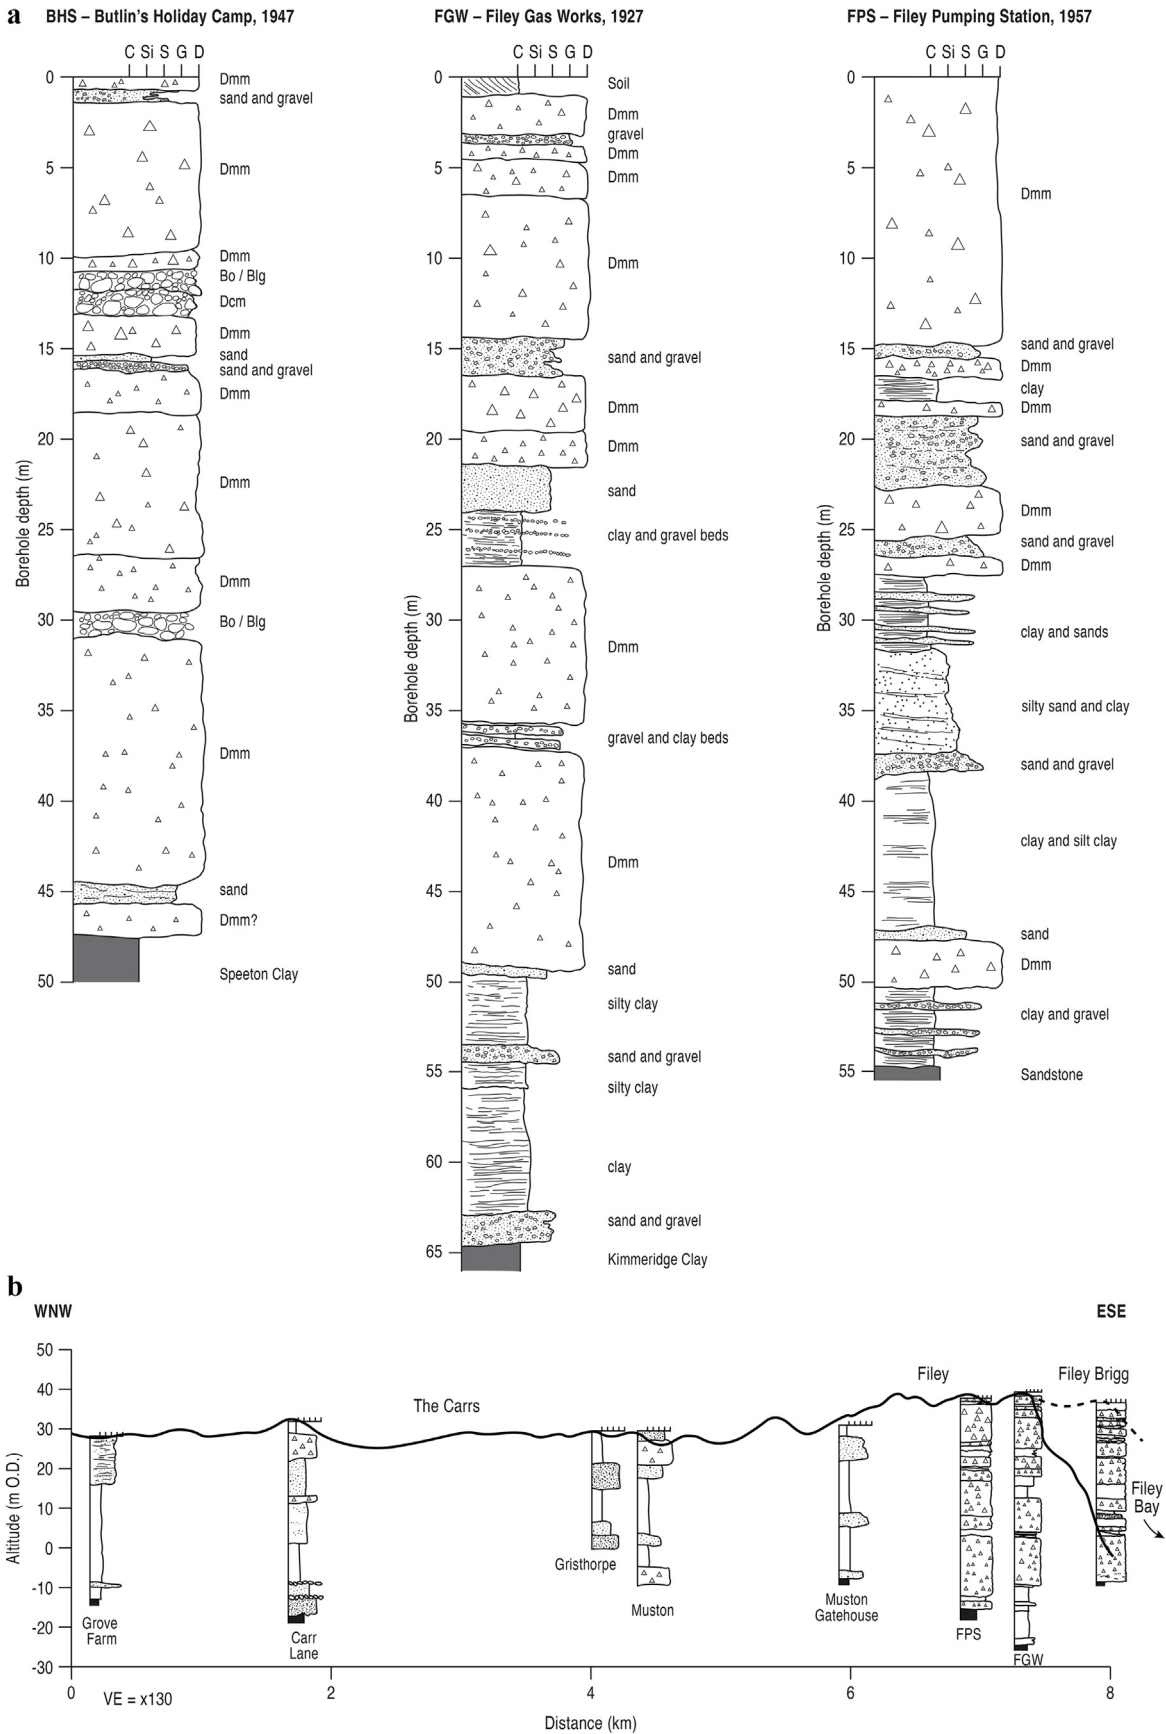 a
BHS – Butlin's Holiday Camp, 1947
C Si S G D
0
5
10
15
20
25
30
35
40
45
50
Borehole depth (m)
Dmm
sand and gravel
Dmm
Dmm
Bo / Blg
Dcm
Dmm
sand
sand and gravel
Dmm
Dmm
Dmm
Bo / Blg
Dmm
sand
Dmm?
Speeton Clay
FGW – Filey Gas Works, 1927
C Si S G D
0
5
10
15
20
25
30
35
40
45
50
55
60
65
Borehole depth (m)
Soil
Dmm
gravel
Dmm
Dmm
Dmm
sand and gravel
Dmm
Dmm
sand
clay and gravel beds
Dmm
gravel and clay beds
Dmm
sand
silty clay
sand and gravel
silty clay
clay
sand and gravel
Kimmeridge Clay
FPS – Filey Pumping Station, 1957
C Si S G D
0
5
10
15
20
25
30
35
40
45
50
55
Borehole depth (m)
Dmm
sand and gravel
Dmm
clay
Dmm
sand and gravel
Dmm
sand and gravel
Dmm
clay and sands
silty sand and clay
sand and gravel
clay and silt clay
sand
Dmm
clay and gravel
Sandstone
b
WNW
ESE
50
40
30
20
10
0
-10
-20
-30
Altitude (m O.D.)
The Carrs
Filey
Filey Brigg
Filey
Bay
Grove
Farm
Carr
Lane
Gristhorpe
Muston
Muston
Gatehouse
FPS
FGW
0
2
4
6
8
VE = x130
Distance (km)